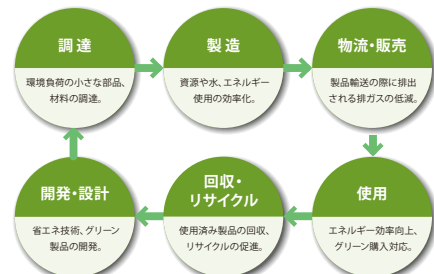 調達
環境負荷の小さな部品、
材料の調達。
製造
資源や水、エネルギー
使用の効率化。
物流・販売
製品輸送の際に排出
される排ガスの低減。
使用
エネルギー効率向上、
グリーン購入対応。
回収・
リサイクル
使用済み製品の回収、
リサイクルの促進。
開発・設計
省エネ技術、グリーン
製品の開発。